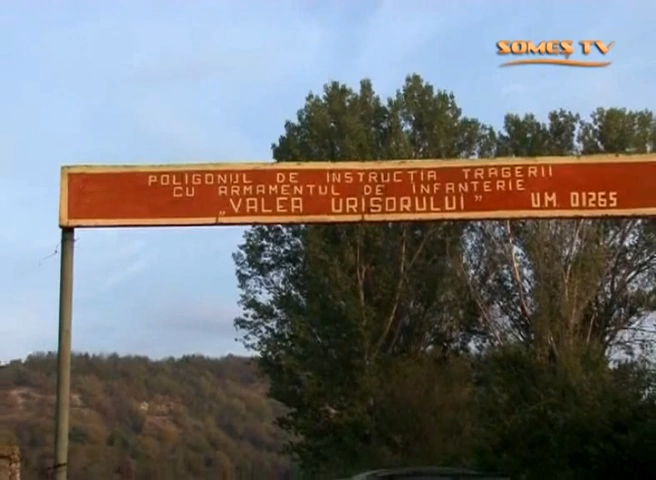 SOMEȘ TV
POLIGONUL DE INSTRUCTIA TRAGERII
CU ARMAMENTUL DE INFANTERIE
"VALEA URISORULUI" U.M. 01265